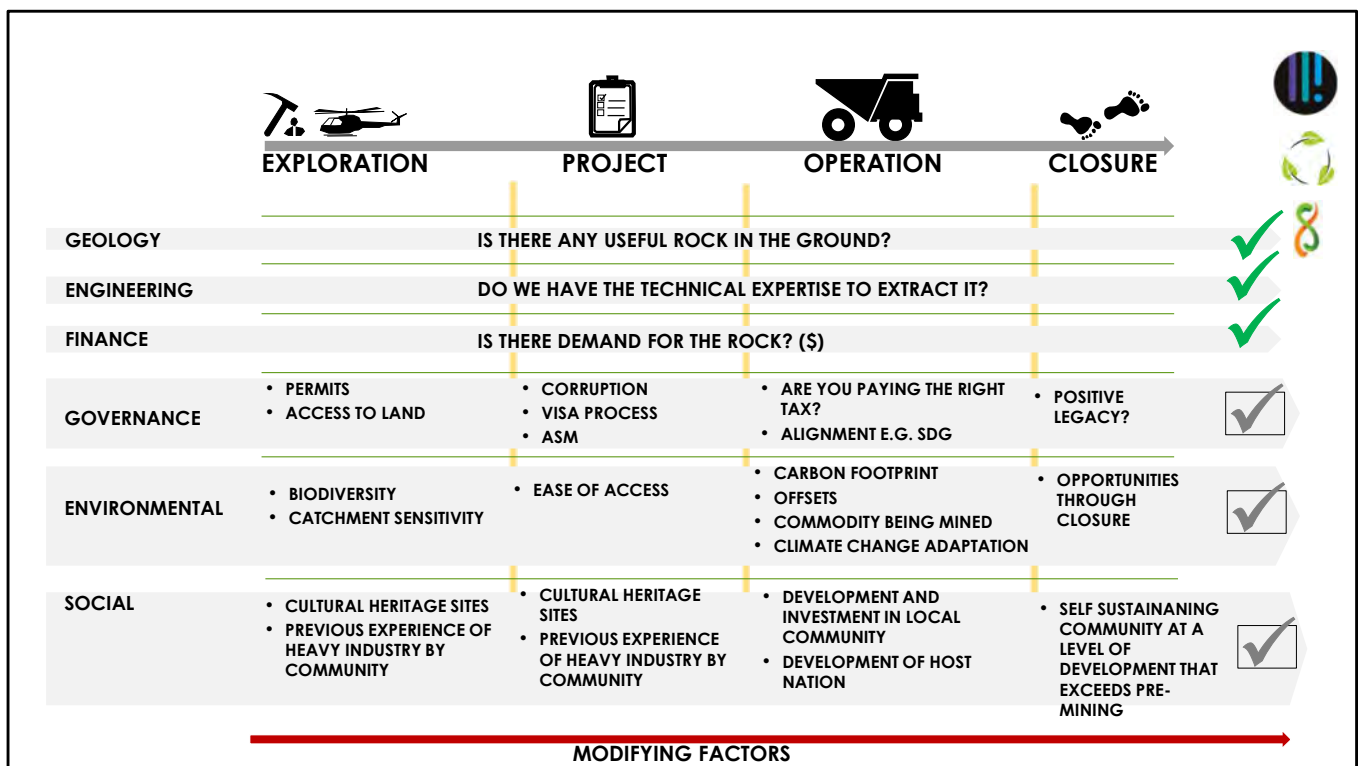 EXPLORATION
PROJECT
OPERATION
CLOSURE
GEOLOGY
IS THERE ANY USEFUL ROCK IN THE GROUND?
ENGINEERING
DO WE HAVE THE TECHNICAL EXPERTISE TO EXTRACT IT?
FINANCE
IS THERE DEMAND FOR THE ROCK? ($)
GOVERNANCE
• PERMITS
• ACCESS TO LAND
• CORRUPTION
• VISA PROCESS
• ASM
• ARE YOU PAYING THE RIGHT
TAX?
• ALIGNMENT E.G. SDG
• POSITIVE
LEGACY?
ENVIRONMENTAL
• BIODIVERSITY
• CATCHMENT SENSITIVITY
• EASE OF ACCESS
• CARBON FOOTPRINT
• OFFSETS
• COMMODITY BEING MINED
• CLIMATE CHANGE ADAPTATION
• OPPORTUNITIES
THROUGH
CLOSURE
SOCIAL
• CULTURAL HERITAGE SITES
• PREVIOUS EXPERIENCE OF
HEAVY INDUSTRY BY
COMMUNITY
• CULTURAL HERITAGE
SITES
• PREVIOUS EXPERIENCE
OF HEAVY INDUSTRY BY
COMMUNITY
• DEVELOPMENT AND
INVESTMENT IN LOCAL
COMMUNITY
• DEVELOPMENT OF HOST
NATION
• SELF SUSTAINANING
COMMUNITY AT A
LEVEL OF
DEVELOPMENT THAT
EXCEEDS PRE-
MINING
MODIFYING FACTORS